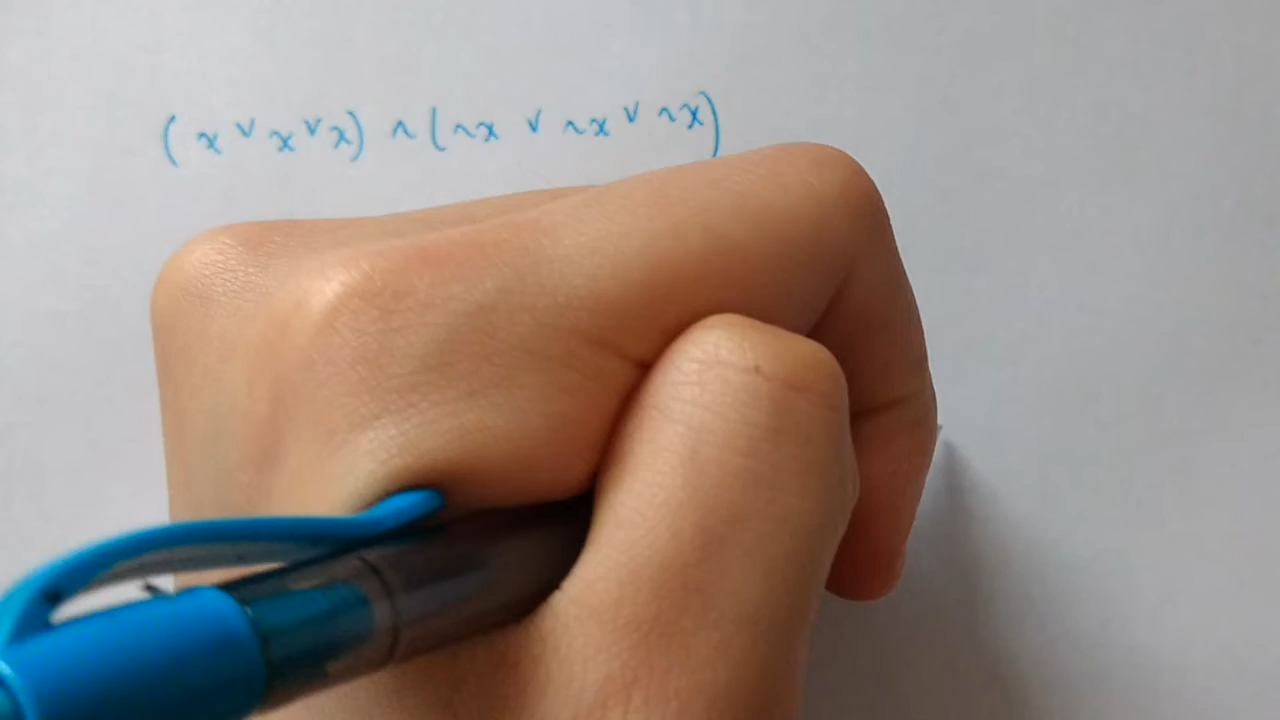 (x ∨ x ∨ x) ∧ (~x ∨ ~x ∨ ~x)